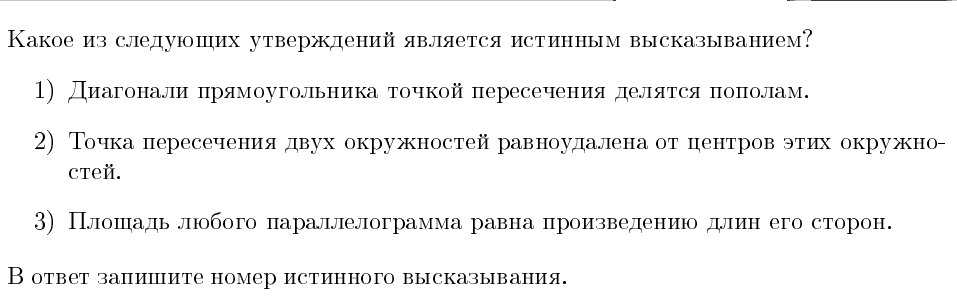 Какое из следующих утверждений является истинным высказыванием?
1) Диагонали прямоугольника точкой пересечения делятся пополам.
2) Точка пересечения двух окружностей равноудалена от центров этих окружно-
стей.
3) Площадь любого параллелограмма равна произведению длин его сторон.
В ответ запишите номер истинного высказывания.